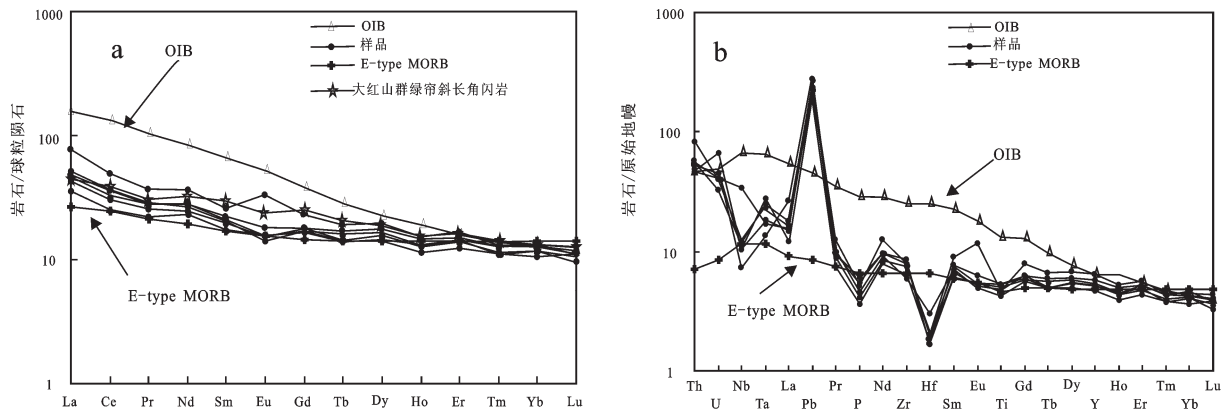 1000
100
10
1
岩石/球粒陨石
a
OIB
OIB
样品
E-type MORB
大红山群绿帘斜长角闪岩
E-type MORB
La Ce Pr Nd Sm Eu Gd Tb Dy Ho Er Tm Yb Lu
1000
100
10
1
岩石/原始地幔
b
OIB
样品
E-type MORB
OIB
E-type MORB
Th Nb La Pr Nd Hf Eu Gd Dy Ho Tm Lu
U Ta Pb P Zr Sm Ti Tb Y Er Yb